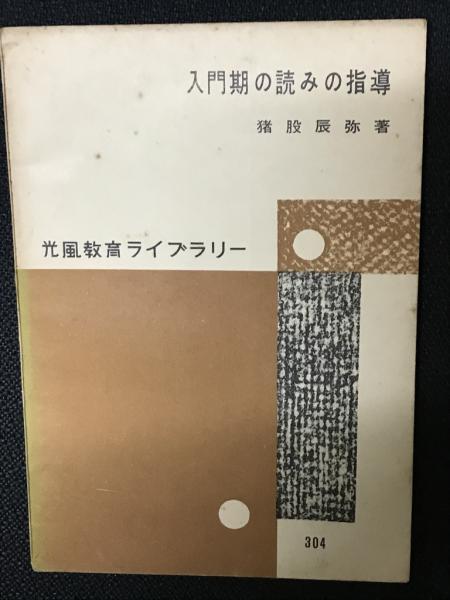 入門期の読みの指導
猪股辰弥著
光風教育ライブラリー
304